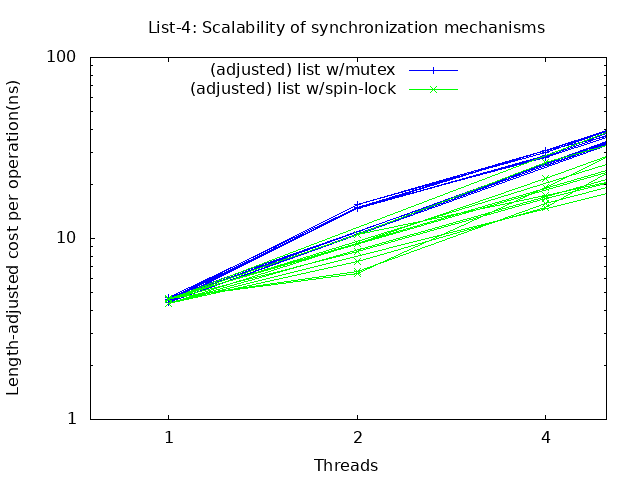 List-4: Scalability of synchronization mechanisms
100
(adjusted) list w/mutex
(adjusted) list w/spin-lock
Length-adjusted cost per operation(ns)
10
1
1 2 4
Threads